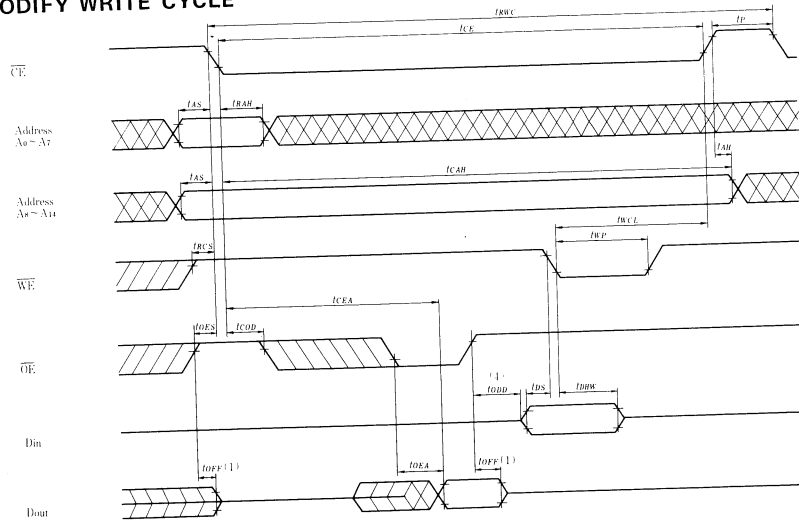 ODIFY WRITE CYCLE
tRWC
tCE
tP
CE
tAS
tRAH
Address
A0~A7
tAH
tAS
tCAH
Address
A8~A14
tWCL
tWP
tRCS
WE
tCEA
tOES
tCOD
OE
(4)
tODD
tDS
tDHW
Din
tOFF(1)
tOEA
tOFF(1)
Dout